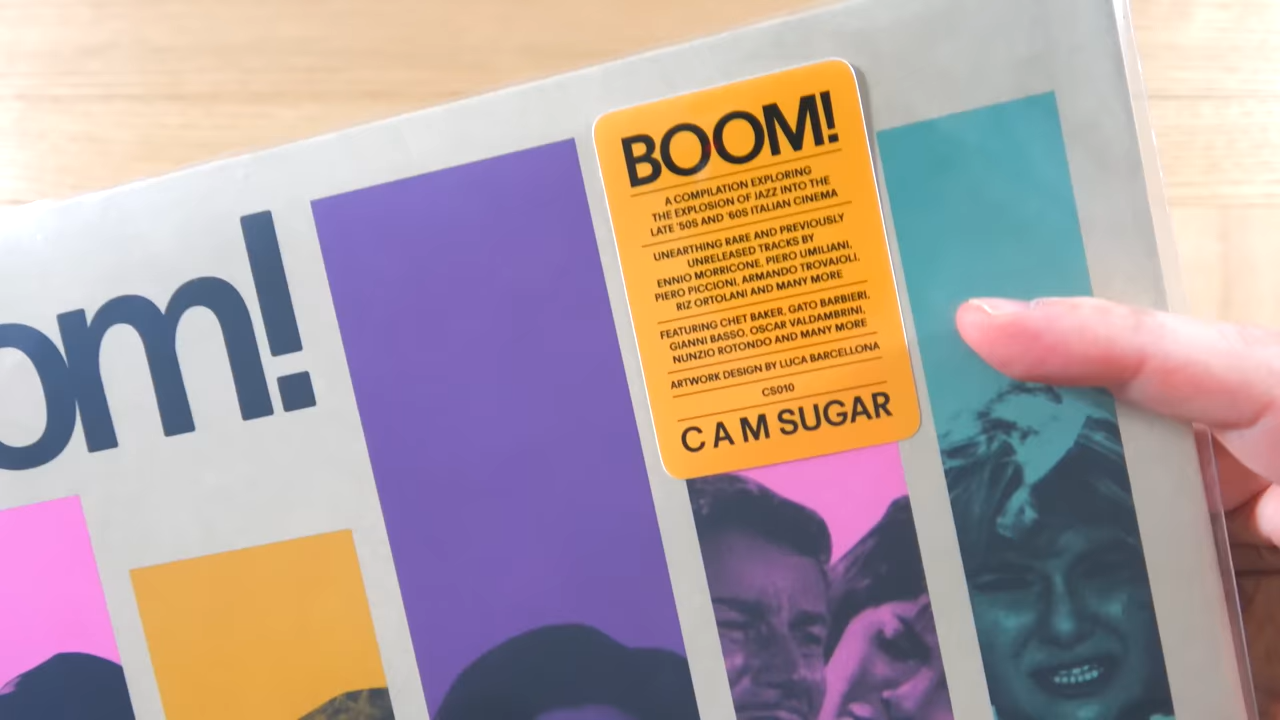 om!
BOOM!
A COMPILATION EXPLORING
THE EXPLOSION OF JAZZ INTO THE
LATE '50S AND '60S ITALIAN CINEMA
UNEARTHING RARE AND PREVIOUSLY
UNRELEASED TRACKS BY
ENNIO MORRICONE, PIERO UMILIANI,
PIERO PICCIONI, ARMANDO TROVAJOLI,
RIZ ORTOLANI AND MANY MORE
FEATURING CHET BAKER, GATO BARBIERI,
GIANNI BASSO, OSCAR VALDAMBRINI,
NUNZIO ROTONDO AND MANY MORE
ARTWORK DESIGN BY LUCA BARCELLONA
CS010
CAM SUGAR